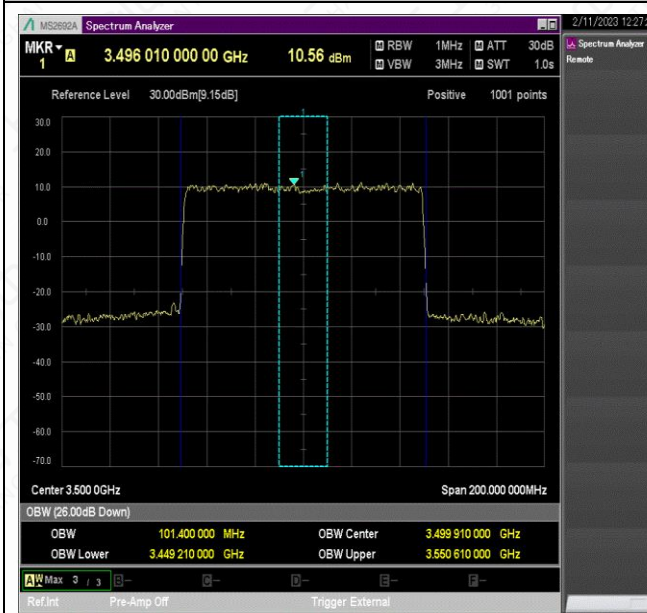 MS2692A Spectrum Analyzer
2/11/2023 12:27:
MKR 1 A 3.496 010 000 00 GHz 10.56 dBm
M RBW 1MHz M ATT 30dB
M VBW 3MHz M SWT 1.0s
Spectrum Analyzer
Remote
Reference Level 30.00dBm[9.15dB] Positive 1001 points
1
30.0
20.0
10.0
1
0.0
-10.0
-20.0
-30.0
-40.0
-50.0
-60.0
-70.0
Center 3.500 0GHz Span 200.000 000MHz
OBW (26.00dB Down)
OBW 101.400 000 MHz OBW Center 3.499 910 000 GHz
OBW Lower 3.449 210 000 GHz OBW Upper 3.550 610 000 GHz
A W Max 3 / 3 B- C- D- E- F-
Ref.Int Pre-Amp Off Trigger External